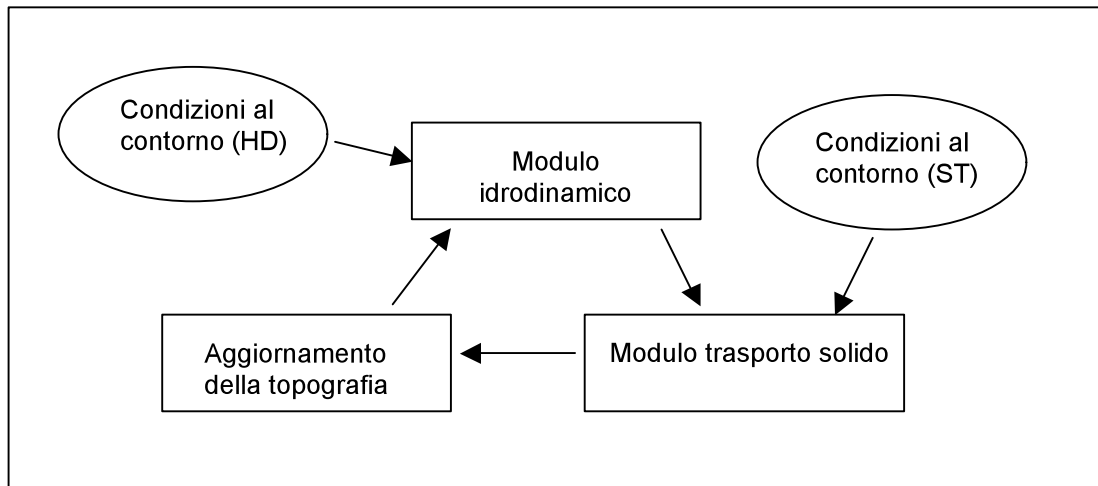 Condizioni al
contorno (HD)
Modulo
idrodinamico
Condizioni al
contorno (ST)
Aggiornamento
della topografia
Modulo trasporto solido